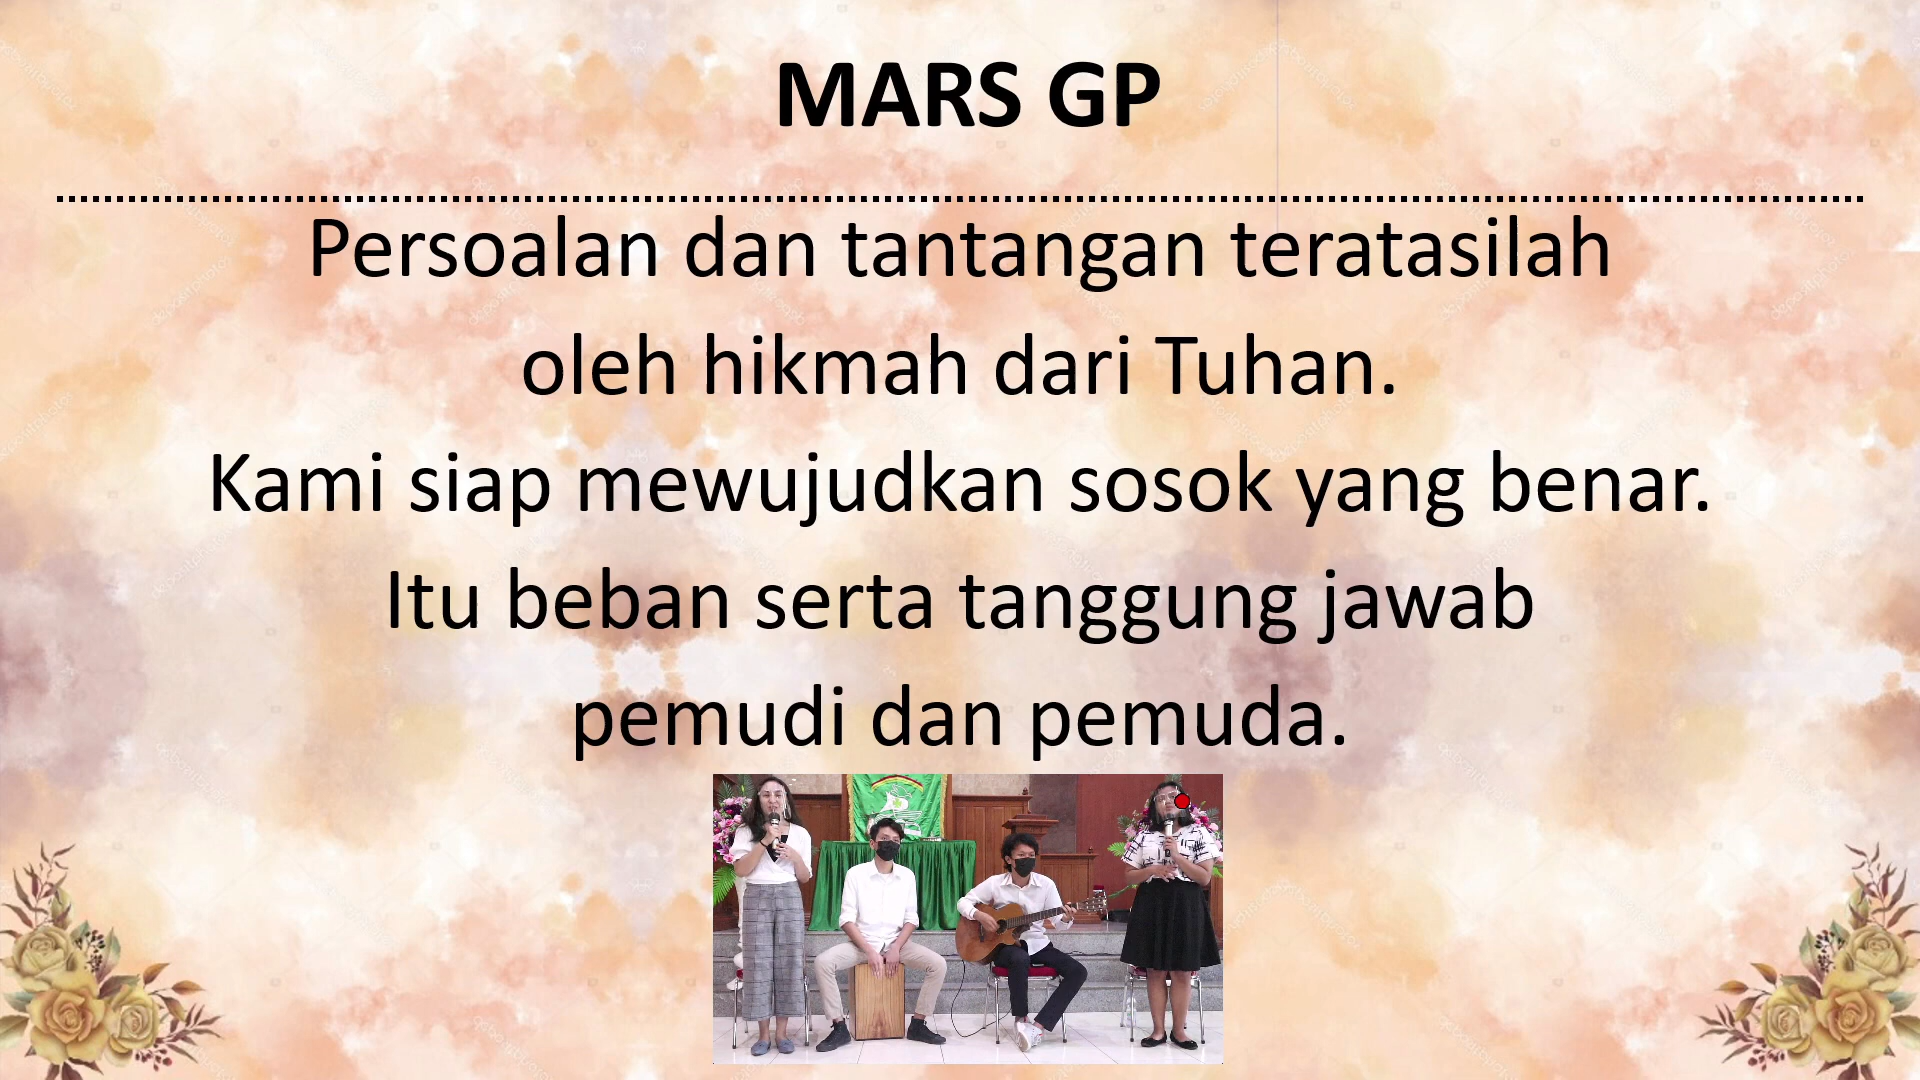 MARS GP
Persoalan dan tantangan teratasilah
oleh hikmah dari Tuhan.
Kami siap mewujudkan sosok yang benar.
Itu beban serta tanggung jawab
pemudi dan pemuda.